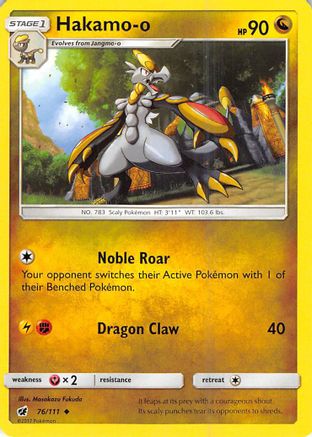 STAGE 1
Hakamo-o
HP 90
Evolves from Jangmo-o
NO. 783 Scaly Pokémon HT: 3'11" WT: 103.6 lbs.
Noble Roar
Your opponent switches their Active Pokémon with 1 of
their Benched Pokémon.
Dragon Claw 40
weakness × 2 resistance retreat
Illus. Masakazu Fukuda
76/111
©2017 Pokémon
It leaps at its prey with a courageous shout.
Its scaly punches tear its opponents to shreds.